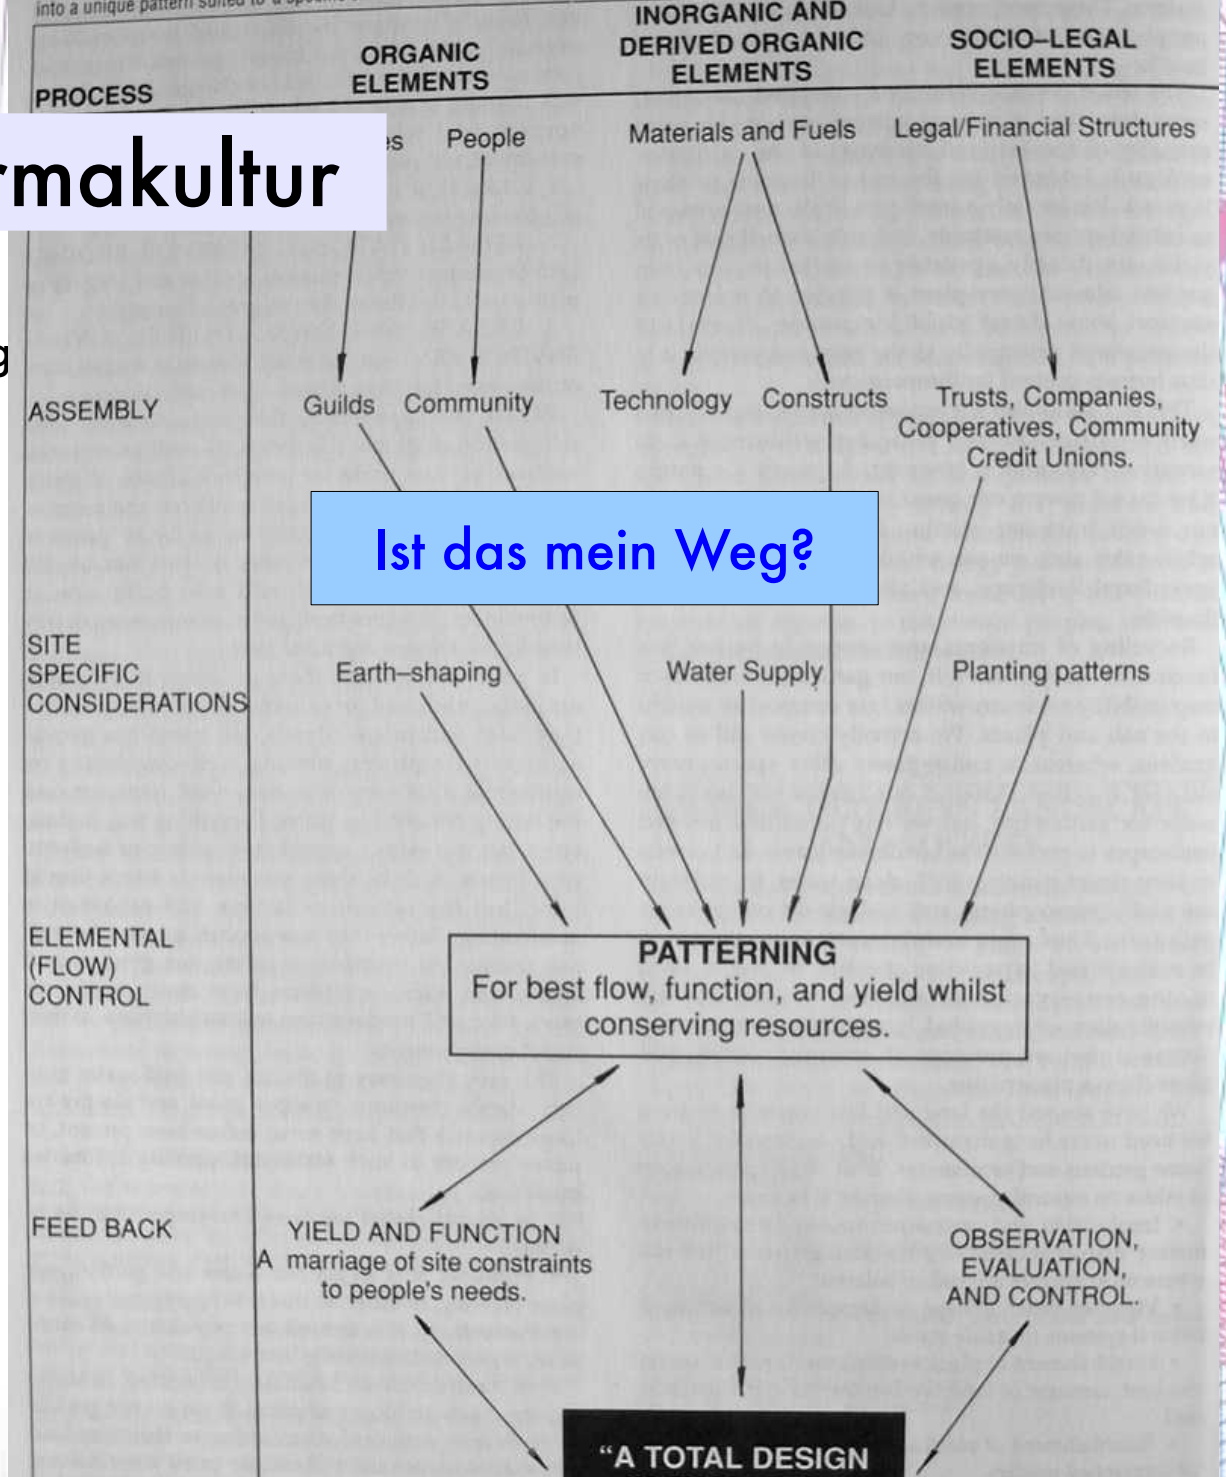 into a unique pattern suited to a specific
PROCESS
ORGANIC
ELEMENTS
INORGANIC AND
DERIVED ORGANIC
ELEMENTS
SOCIO–LEGAL
ELEMENTS
rmakultur
es
People
Materials and Fuels
Legal/Financial Structures
g
ASSEMBLY
Guilds
Community
Technology
Constructs
Trusts, Companies,
Cooperatives, Community
Credit Unions.
Ist das mein Weg?
SITE
SPECIFIC
CONSIDERATIONS
Earth–shaping
Water Supply
Planting patterns
ELEMENTAL
(FLOW)
CONTROL
PATTERNING
For best flow, function, and yield whilst
conserving resources.
FEED BACK
YIELD AND FUNCTION
A marriage of site constraints
to people's needs.
OBSERVATION,
EVALUATION,
AND CONTROL.
“A TOTAL DESIGN